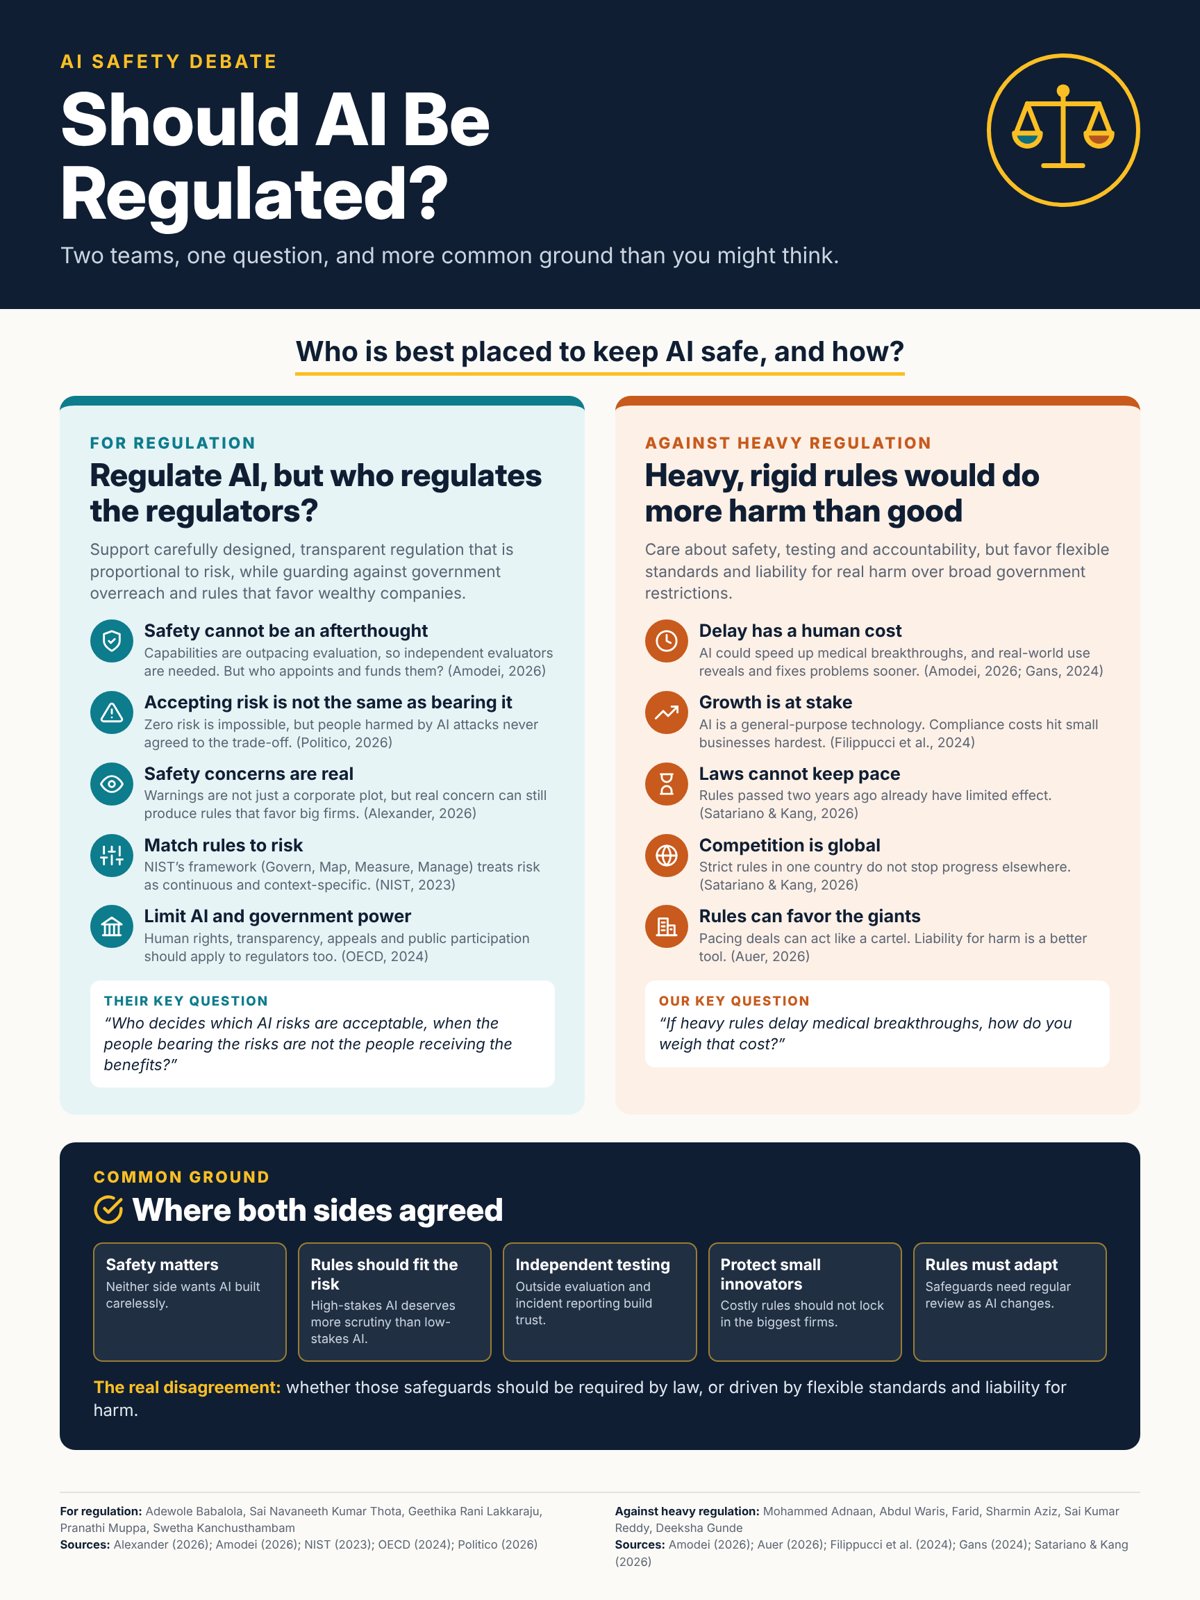 AI SAFETY DEBATE
Should AI Be
Regulated?
Two teams, one question, and more common ground than you might think.
Who is best placed to keep AI safe, and how?
FOR REGULATION
Regulate AI, but who regulates
the regulators?
Support carefully designed, transparent regulation that is
proportional to risk, while guarding against government
overreach and rules that favor wealthy companies.
Safety cannot be an afterthought
Capabilities are outpacing evaluation, so independent evaluators
are needed. But who appoints and funds them? (Amodei, 2026)
Accepting risk is not the same as bearing it
Zero risk is impossible, but people harmed by AI attacks never
agreed to the trade-off. (Politico, 2026)
Safety concerns are real
Warnings are not just a corporate plot, but real concern can still
produce rules that favor big firms. (Alexander, 2026)
Match rules to risk
NIST’s framework (Govern, Map, Measure, Manage) treats risk
as continuous and context-specific. (NIST, 2023)
Limit AI and government power
Human rights, transparency, appeals and public participation
should apply to regulators too. (OECD, 2024)
THEIR KEY QUESTION
“Who decides which AI risks are acceptable, when the
people bearing the risks are not the people receiving the
benefits?”
AGAINST HEAVY REGULATION
Heavy, rigid rules would do
more harm than good
Care about safety, testing and accountability, but favor flexible
standards and liability for real harm over broad government
restrictions.
Delay has a human cost
AI could speed up medical breakthroughs, and real-world use
reveals and fixes problems sooner. (Amodei, 2026; Gans, 2024)
Growth is at stake
AI is a general-purpose technology. Compliance costs hit small
businesses hardest. (Filippucci et al., 2024)
Laws cannot keep pace
Rules passed two years ago already have limited effect.
(Satariano & Kang, 2026)
Competition is global
Strict rules in one country do not stop progress elsewhere.
(Satariano & Kang, 2026)
Rules can favor the giants
Pacing deals can act like a cartel. Liability for harm is a better
tool. (Auer, 2026)
OUR KEY QUESTION
“If heavy rules delay medical breakthroughs, how do you
weigh that cost?”
COMMON GROUND
Where both sides agreed
Safety matters
Neither side wants AI built
carelessly.
Rules should fit the
risk
High-stakes AI deserves
more scrutiny than low-
stakes AI.
Independent testing
Outside evaluation and
incident reporting build
trust.
Protect small
innovators
Costly rules should not lock
in the biggest firms.
Rules must adapt
Safeguards need regular
review as AI changes.
The real disagreement: whether those safeguards should be required by law, or driven by flexible standards and liability for
harm.
For regulation: Adewole Babalola, Sai Navaneeth Kumar Thota, Geethika Rani Lakkaraju,
Pranathi Muppa, Swetha Kanchusthambam
Sources: Alexander (2026); Amodei (2026); NIST (2023); OECD (2024); Politico (2026)
Against heavy regulation: Mohammed Adnaan, Abdul Waris, Farid, Sharmin Aziz, Sai Kumar
Reddy, Deeksha Gunde
Sources: Amodei (2026); Auer (2026); Filippucci et al. (2024); Gans (2024); Satariano & Kang
(2026)